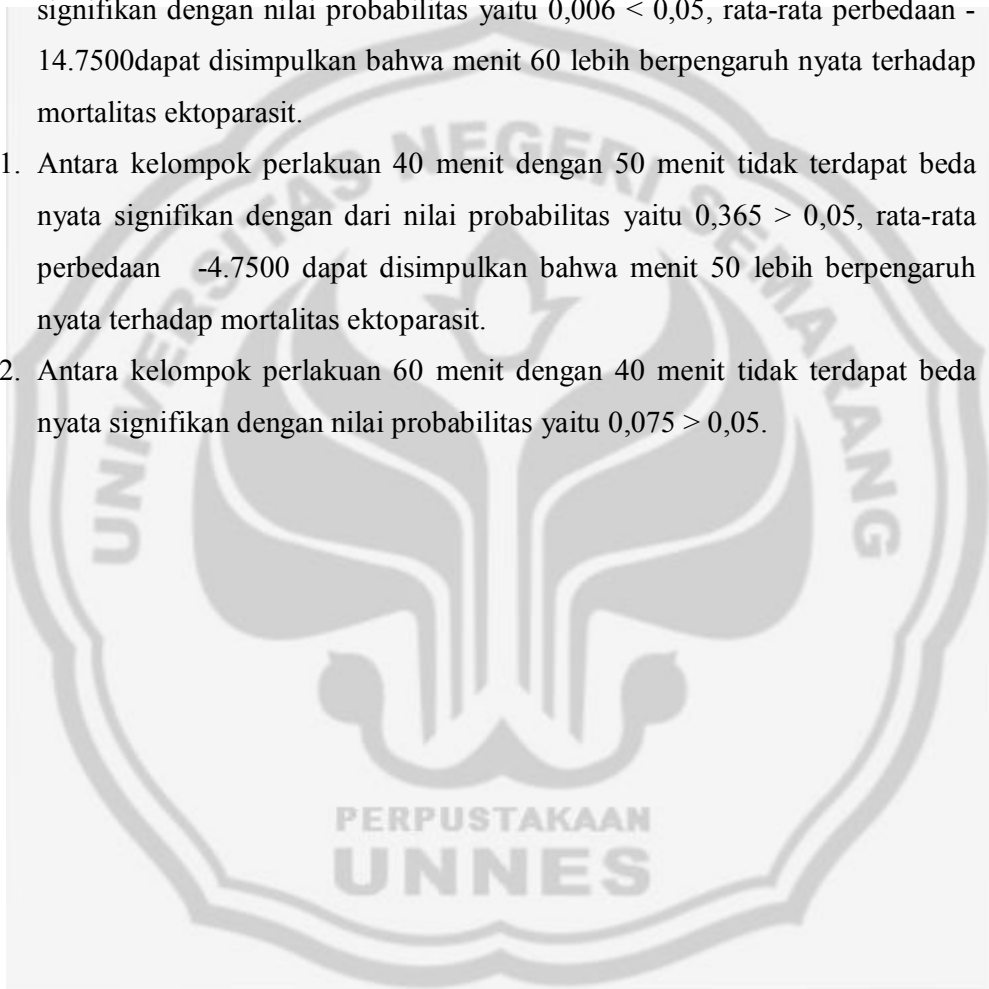 signifikan dengan nilai probabilitas yaitu 0,006 < 0,05, rata-rata perbedaan -
14.7500dapat disimpulkan bahwa menit 60 lebih berpengaruh nyata terhadap
mortalitas ektoparasit.
1. Antara kelompok perlakuan 40 menit dengan 50 menit tidak terdapat beda
nyata signifikan dengan dari nilai probabilitas yaitu 0,365 > 0,05, rata-rata
perbedaan -4.7500 dapat disimpulkan bahwa menit 50 lebih berpengaruh
nyata terhadap mortalitas ektoparasit.
2. Antara kelompok perlakuan 60 menit dengan 40 menit tidak terdapat beda
nyata signifikan dengan nilai probabilitas yaitu 0,075 > 0,05.
UNIVERSITAS NEGERI SEMARANG
PERPUSTAKAAN
UNNES